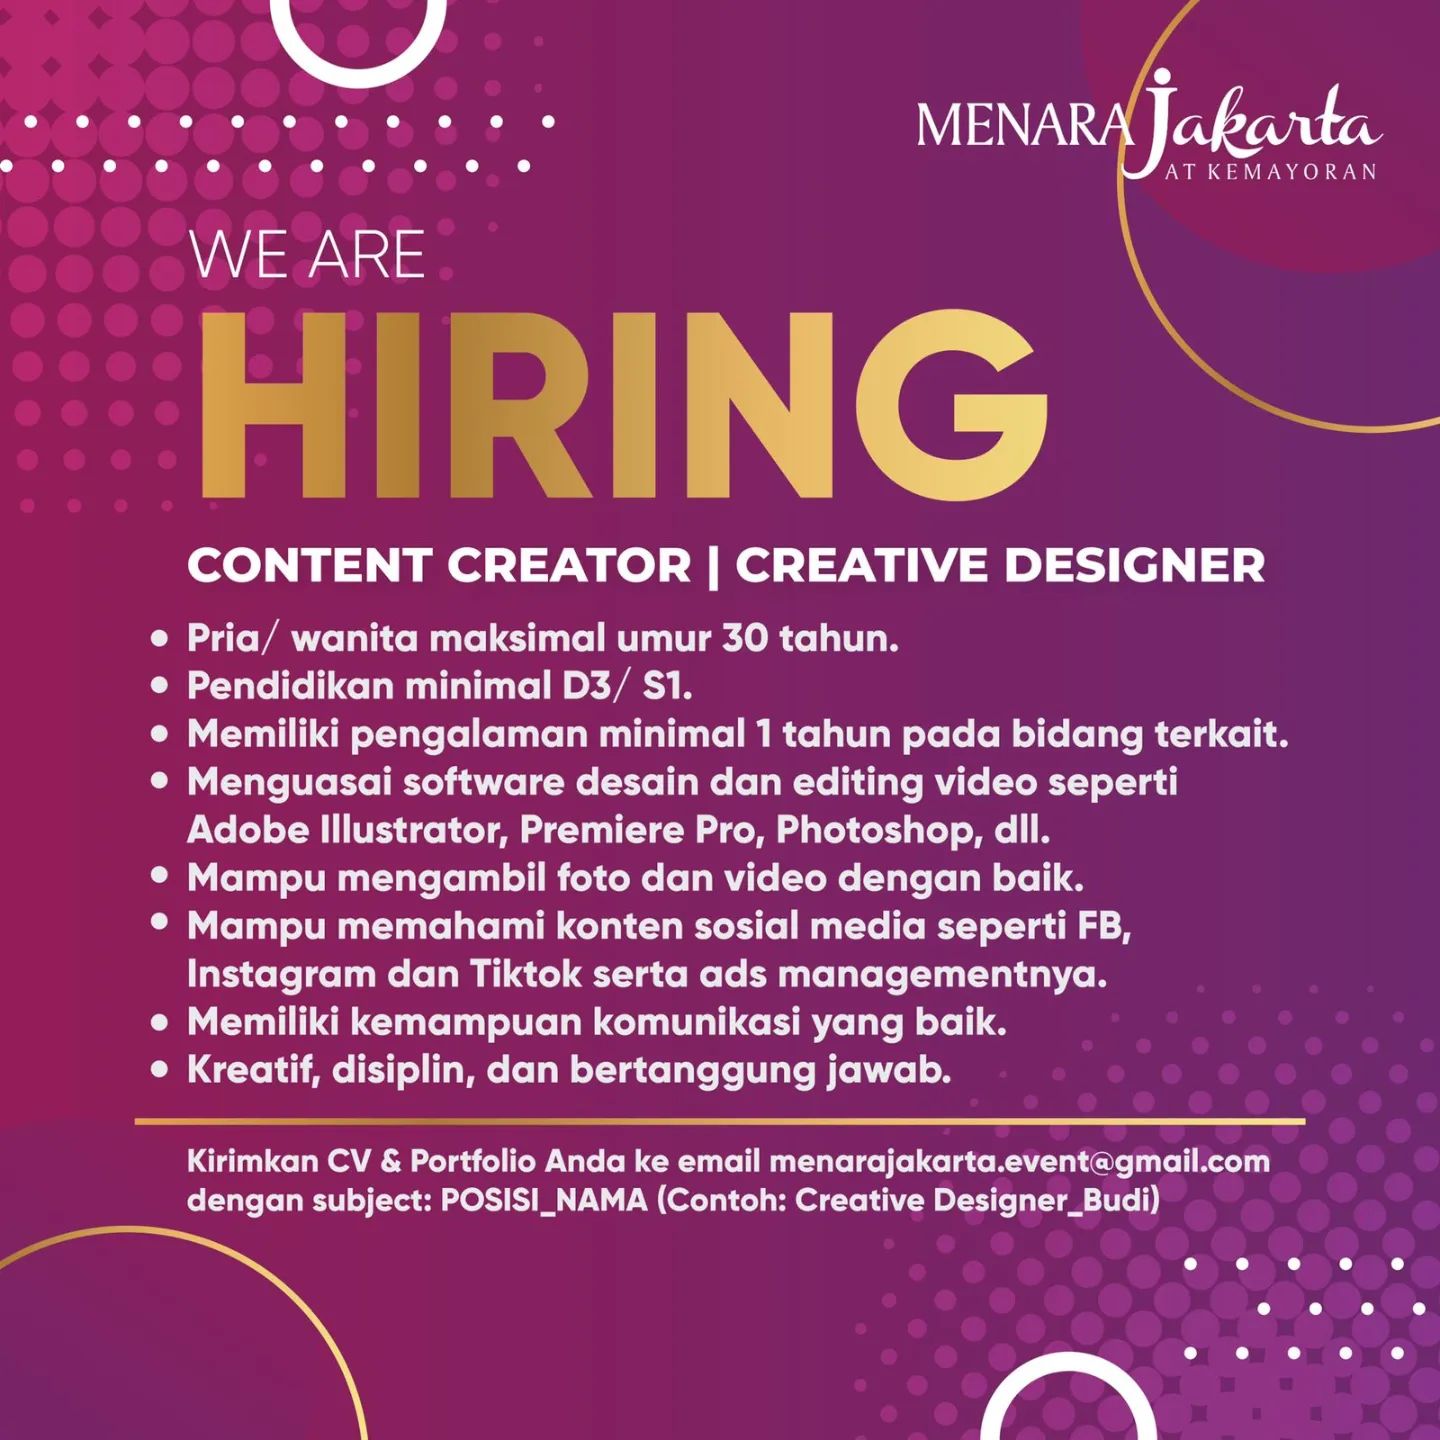 MENARA Jakarta
AT KEMAYORAN
WE ARE
HIRING
CONTENT CREATOR | CREATIVE DESIGNER
• Pria/ wanita maksimal umur 30 tahun.
• Pendidikan minimal D3/ S1.
• Memiliki pengalaman minimal 1 tahun pada bidang terkait.
• Menguasai software desain dan editing video seperti
Adobe Illustrator, Premiere Pro, Photoshop, dll.
• Mampu mengambil foto dan video dengan baik.
• Mampu memahami konten sosial media seperti FB,
Instagram dan Tiktok serta ads managementnya.
• Memiliki kemampuan komunikasi yang baik.
• Kreatif, disiplin, dan bertanggung jawab.
Kirimkan CV & Portfolio Anda ke email menarajakarta.event@gmail.com
dengan subject: POSISI_NAMA (Contoh: Creative Designer_Budi)